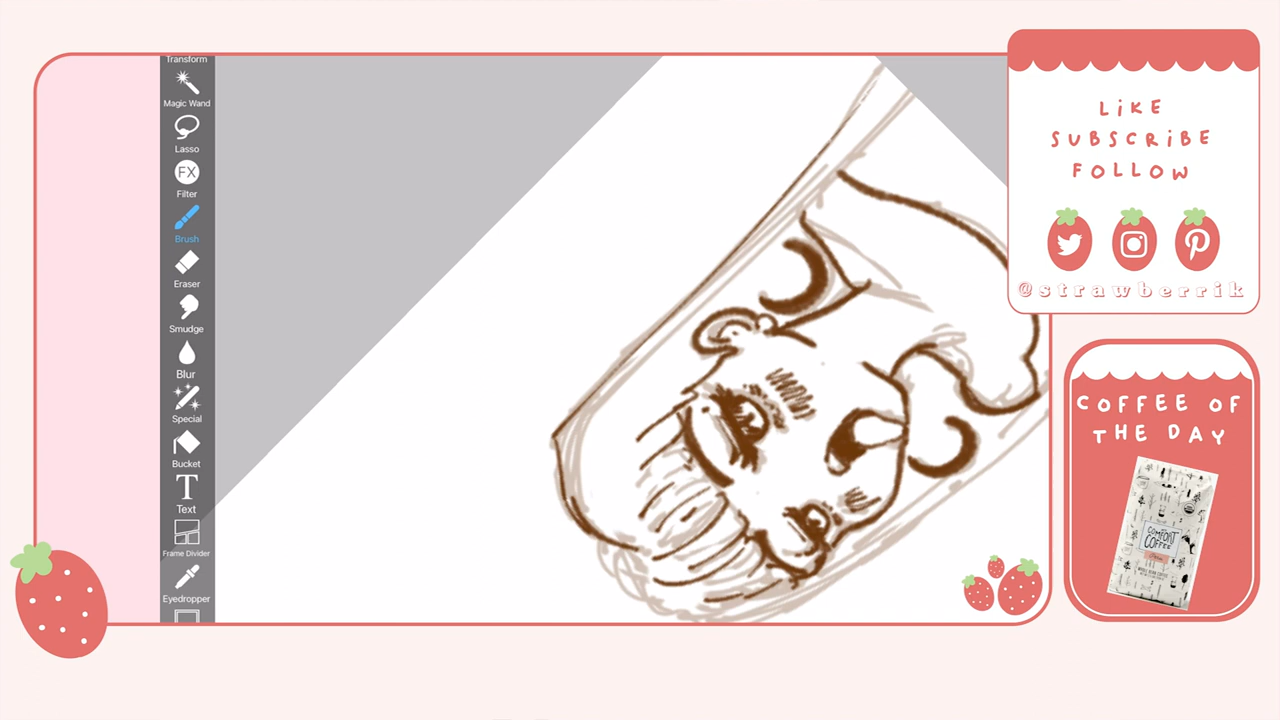 Transform
Magic Wand
Lasso
FX
Filter
Brush
Eraser
Smudge
Blur
Special
Bucket
T
Text
Frame Divider
Eyedropper
LiKE
SUBSCRiBE
FOLLOW
@strawberrik
COFFEE OF
THE DAY
COMFORT
COFFEE